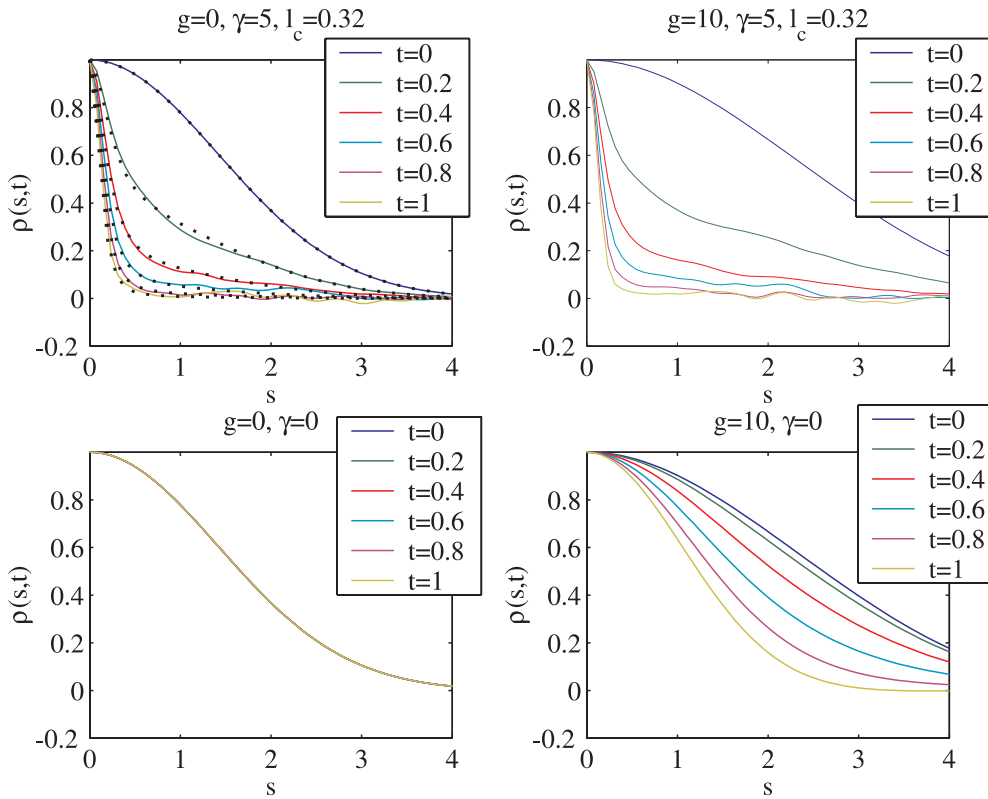 g=0, γ=5, l_c=0.32
t=0
t=0.2
t=0.4
t=0.6
t=0.8
t=1
0.8
0.6
0.4
0.2
0
-0.2
ρ(s,t)
0 1 2 3 4
s
g=10, γ=5, l_c=0.32
t=0
t=0.2
t=0.4
t=0.6
t=0.8
t=1
0.8
0.6
0.4
0.2
0
-0.2
ρ(s,t)
0 1 2 3 4
s
g=0, γ=0
t=0
t=0.2
t=0.4
t=0.6
t=0.8
t=1
0.8
0.6
0.4
0.2
0
-0.2
ρ(s,t)
0 1 2 3 4
s
g=10, γ=0
t=0
t=0.2
t=0.4
t=0.6
t=0.8
t=1
0.8
0.6
0.4
0.2
0
-0.2
ρ(s,t)
0 1 2 3 4
s